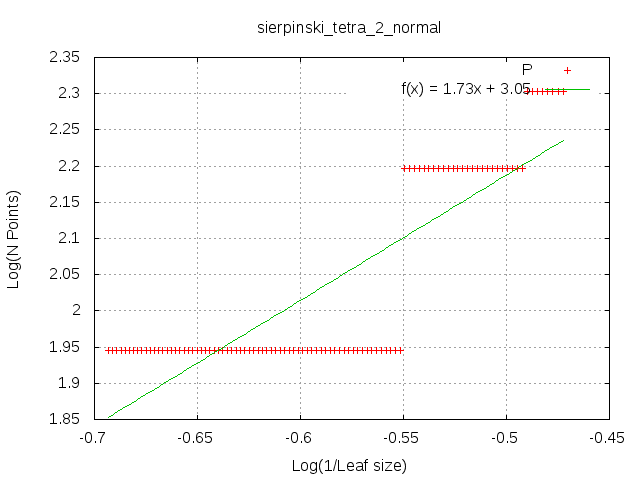 sierpinski_tetra_2_normal
2.35
2.3
2.25
2.2
2.15
2.1
2.05
2
1.95
1.9
1.85
-0.7 -0.65 -0.6 -0.55 -0.5 -0.45
Log(N Points)
Log(1/Leaf size)
P
f(x) = 1.73x + 3.05